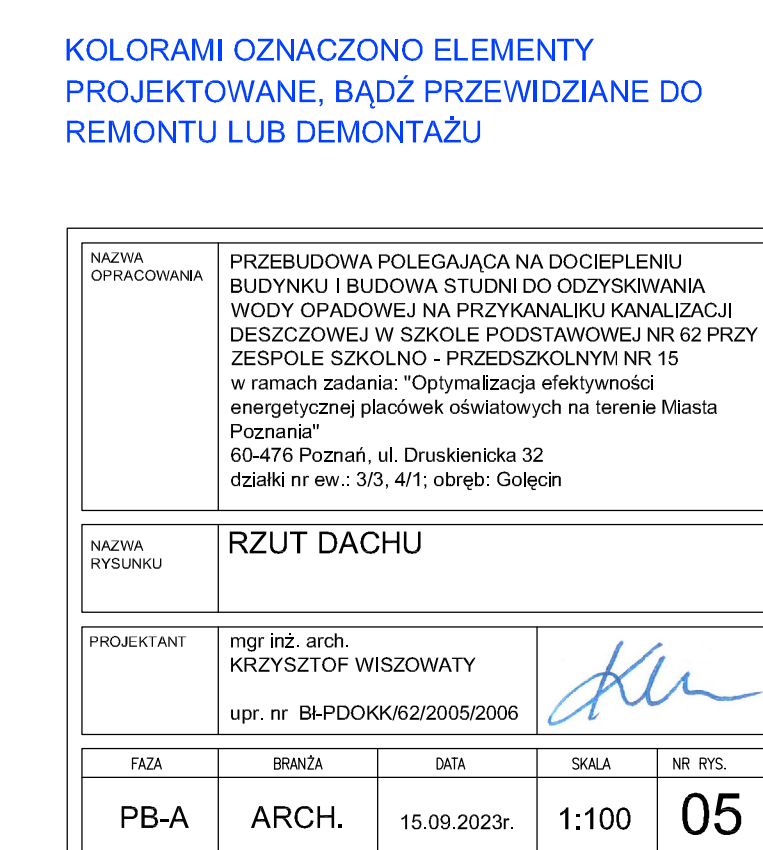 KOLORAMI OZNACZONO ELEMENTY
PROJEKTOWANE, BĄDŹ PRZEWIDZIANE DO
REMONTU LUB DEMONTAŻU
NAZWA
OPRACOWANIA
PRZEBUDOWA POLEGAJĄCA NA DOCIEPLENIU
BUDYNKU I BUDOWA STUDNI DO ODZYSKIWANIA
WODY OPADOWEJ NA PRZYKANALIKU KANALIZACJI
DESZCZOWEJ W SZKOLE PODSTAWOWEJ NR 62 PRZY
ZESPOLE SZKOLNO - PRZEDSZKOLNYM NR 15
w ramach zadania: "Optymalizacja efektywności
energetycznej placówek oświatowych na terenie Miasta
Poznania"
60-476 Poznań, ul. Druskienicka 32
działki nr ew.: 3/3, 4/1; obręb: Golęcin
NAZWA
RYSUNKU
RZUT DACHU
PROJEKTANT
mgr inż. arch.
KRZYSZTOF WISZOWATY
upr. nr Bł-PDOKK/62/2005/2006
FAZA BRANŻA DATA SKALA NR RYS.
PB-A ARCH. 15.09.2023r. 1:100 05